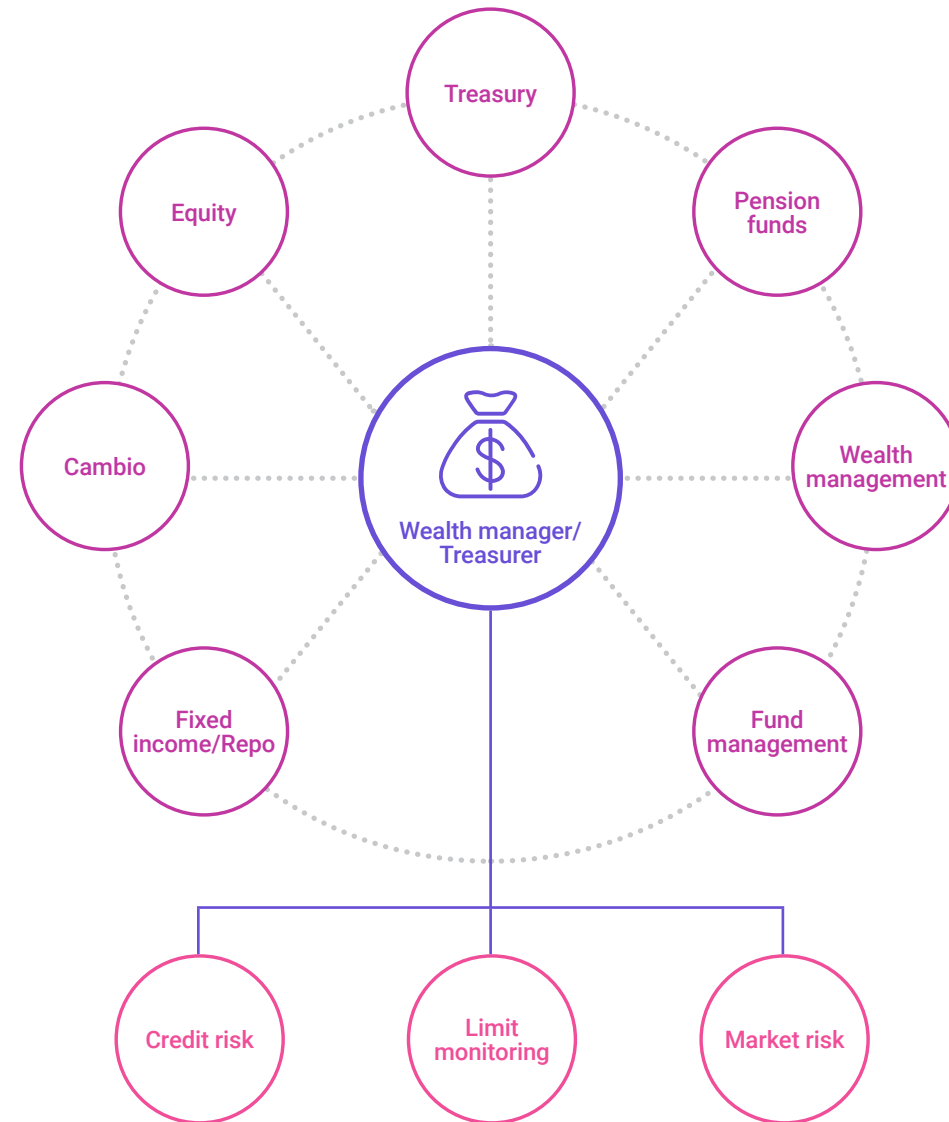 Treasury
Equity
Pension
funds
Cambio
Wealth
management
$
Wealth manager/
Treasurer
Fixed
income/Repo
Fund
management
Credit risk
Limit
monitoring
Market risk